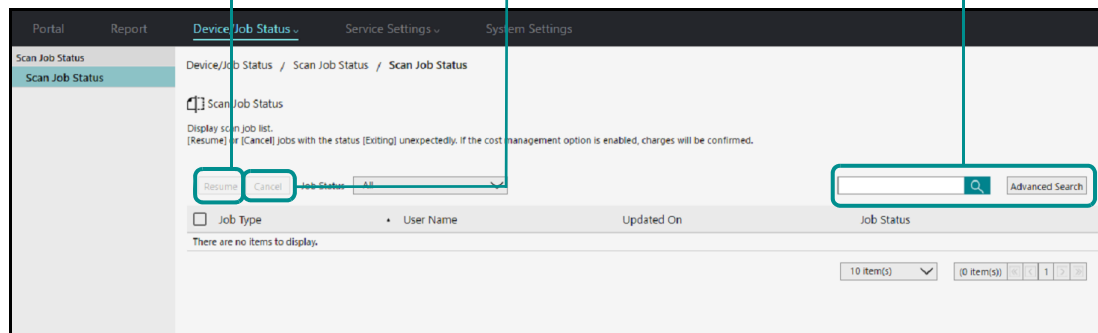 Portal Report Device/Job Status Service Settings System Settings
Scan Job Status
Scan Job Status
Device/Job Status / Scan Job Status / Scan Job Status
Scan Job Status
Display scan job list.
[Resume] or [Cancel] jobs with the status [Exiting] unexpectedly. If the cost management option is enabled, charges will be confirmed.
Resume Cancel Job Status All Advanced Search
Job Type User Name Updated On Job Status
There are no items to display.
10 item(s) (0 item(s)) 1